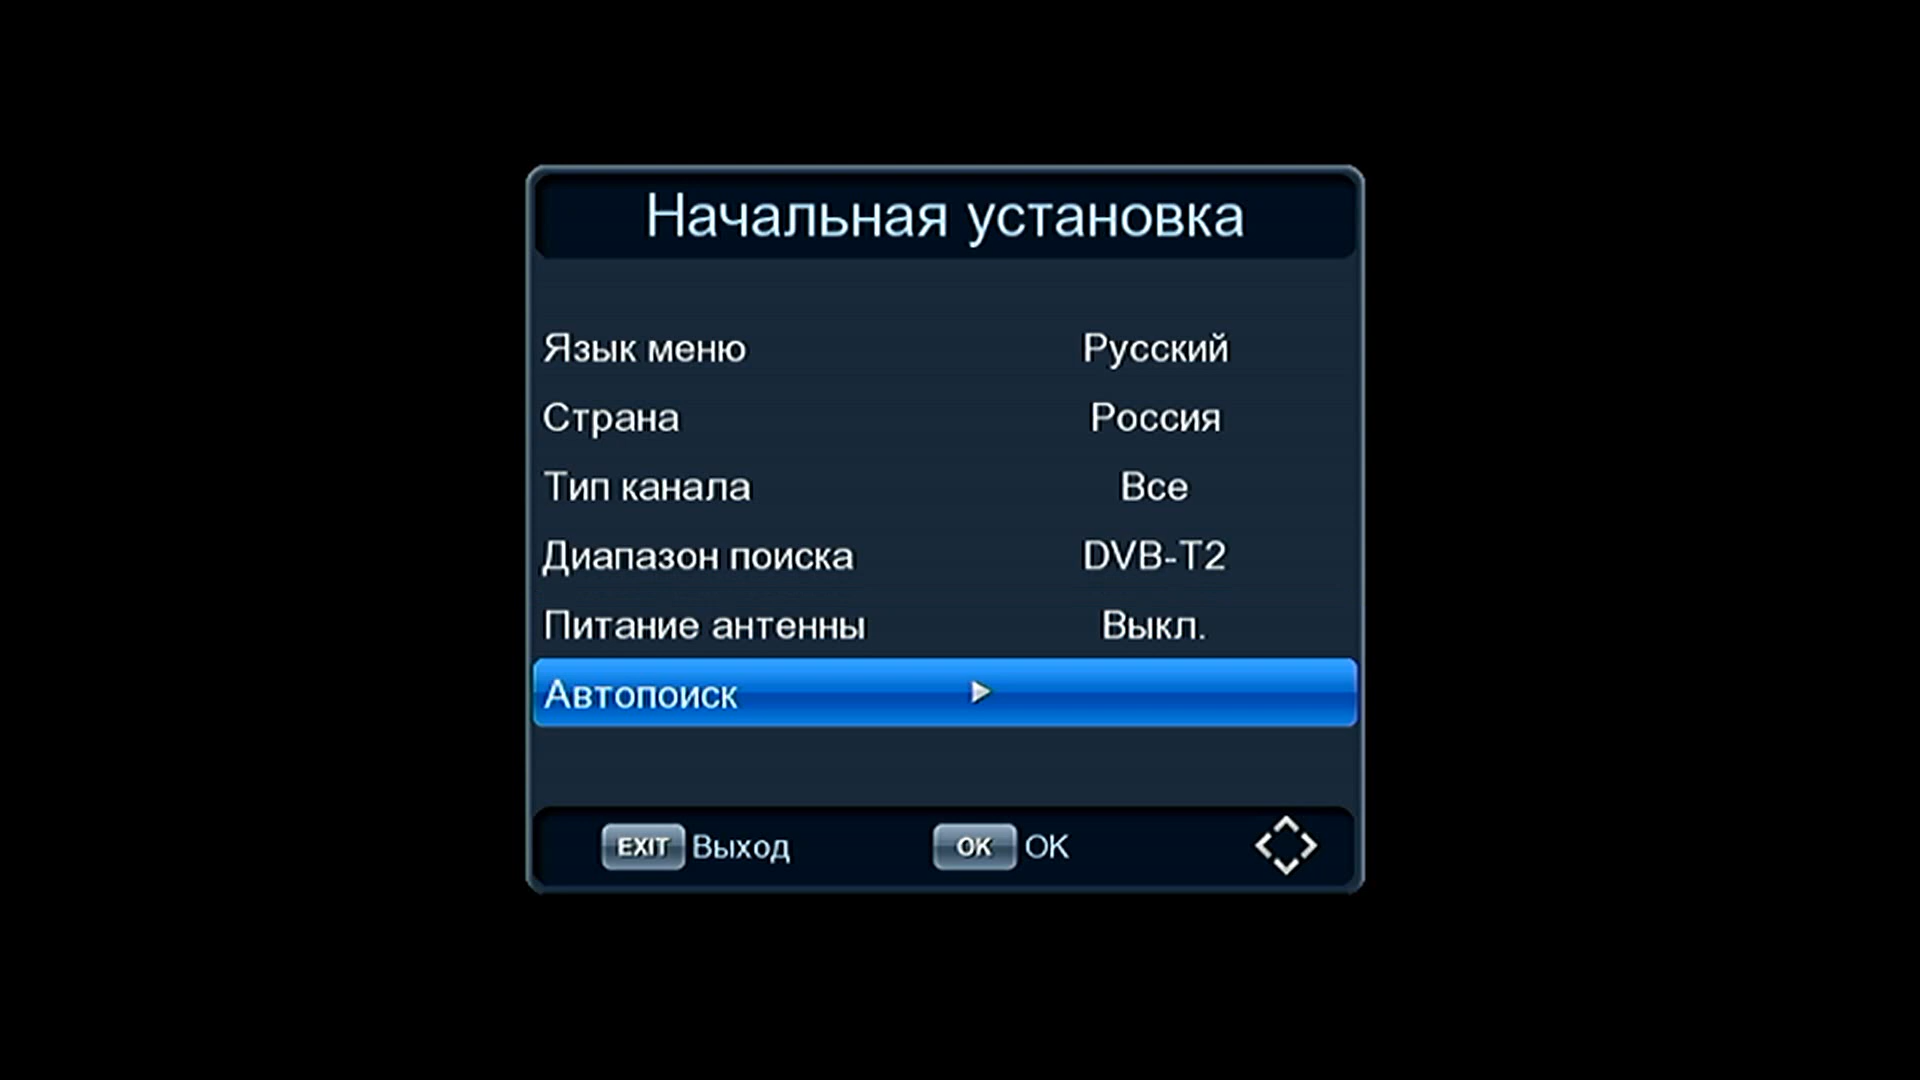 Начальная установка
Язык меню Русский
Страна Россия
Тип канала Все
Диапазон поиска DVB-T2
Питание антенны Выкл.
Автопоиск
EXIT Выход OK OK